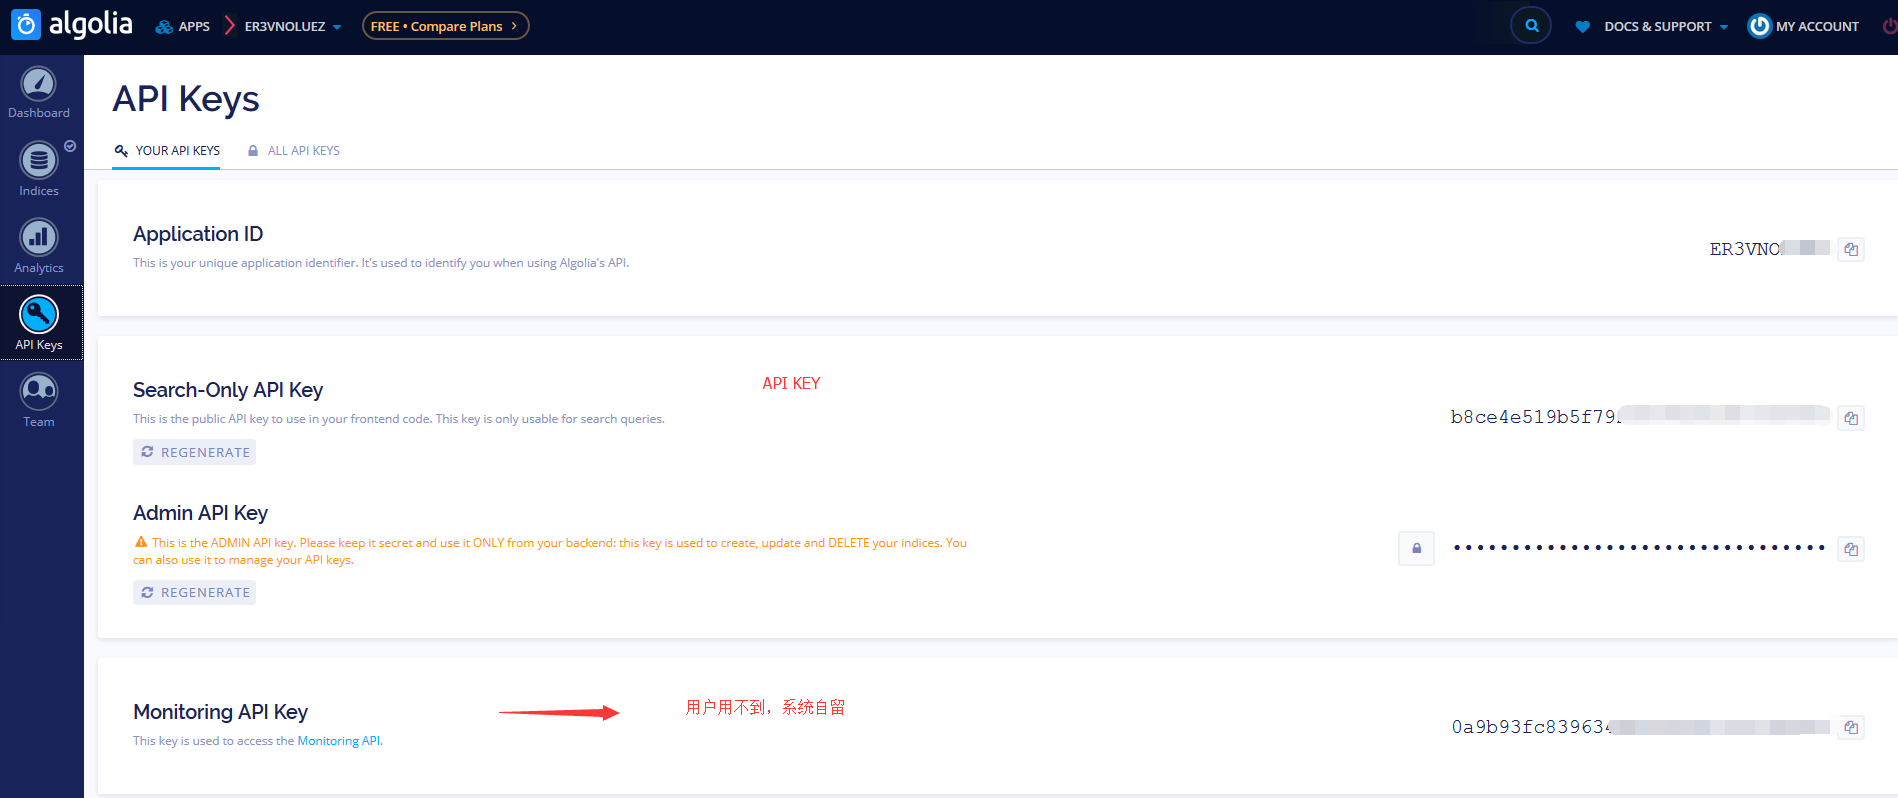 algolia
APPS
ER3VNOLUEZ
FREE • Compare Plans
DOCS & SUPPORT
MY ACCOUNT
Dashboard
Indices
Analytics
API Keys
Team
API Keys
YOUR API KEYS
ALL API KEYS
Application ID
This is your unique application identifier. It's used to identify you when using Algolia's API.
ER3VNO
Search-Only API Key
API KEY
This is the public API key to use in your frontend code. This key is only usable for search queries.
b8ce4e519b5f79
REGENERATE
Admin API Key
This is the ADMIN API key. Please keep it secret and use it ONLY from your backend: this key is used to create, update and DELETE your indices. You
can also use it to manage your API keys.
••••••••••••••••••••••••••••••••
REGENERATE
Monitoring API Key
用户用不到，系统自留
This key is used to access the Monitoring API.
0a9b93fc83963